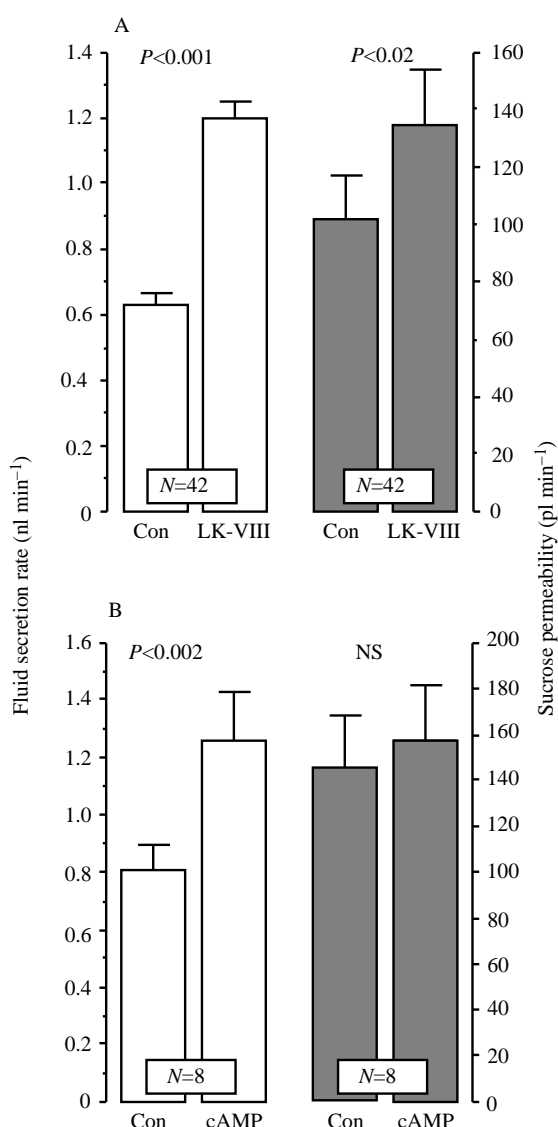 A
P<0.001
P<0.02
1.4
1.2
1.0
0.8
0.6
0.4
0.2
0
160
140
120
100
80
60
40
20
0
N=42
N=42
Con
LK-VIII
Con
LK-VIII
Fluid secretion rate (nl min−1)
Sucrose permeability (pl min−1)
B
P<0.002
NS
1.6
1.4
1.2
1.0
0.8
0.6
0.4
0.2
0
200
180
160
140
120
100
80
60
40
20
0
N=8
N=8
Con
cAMP
Con
cAMP